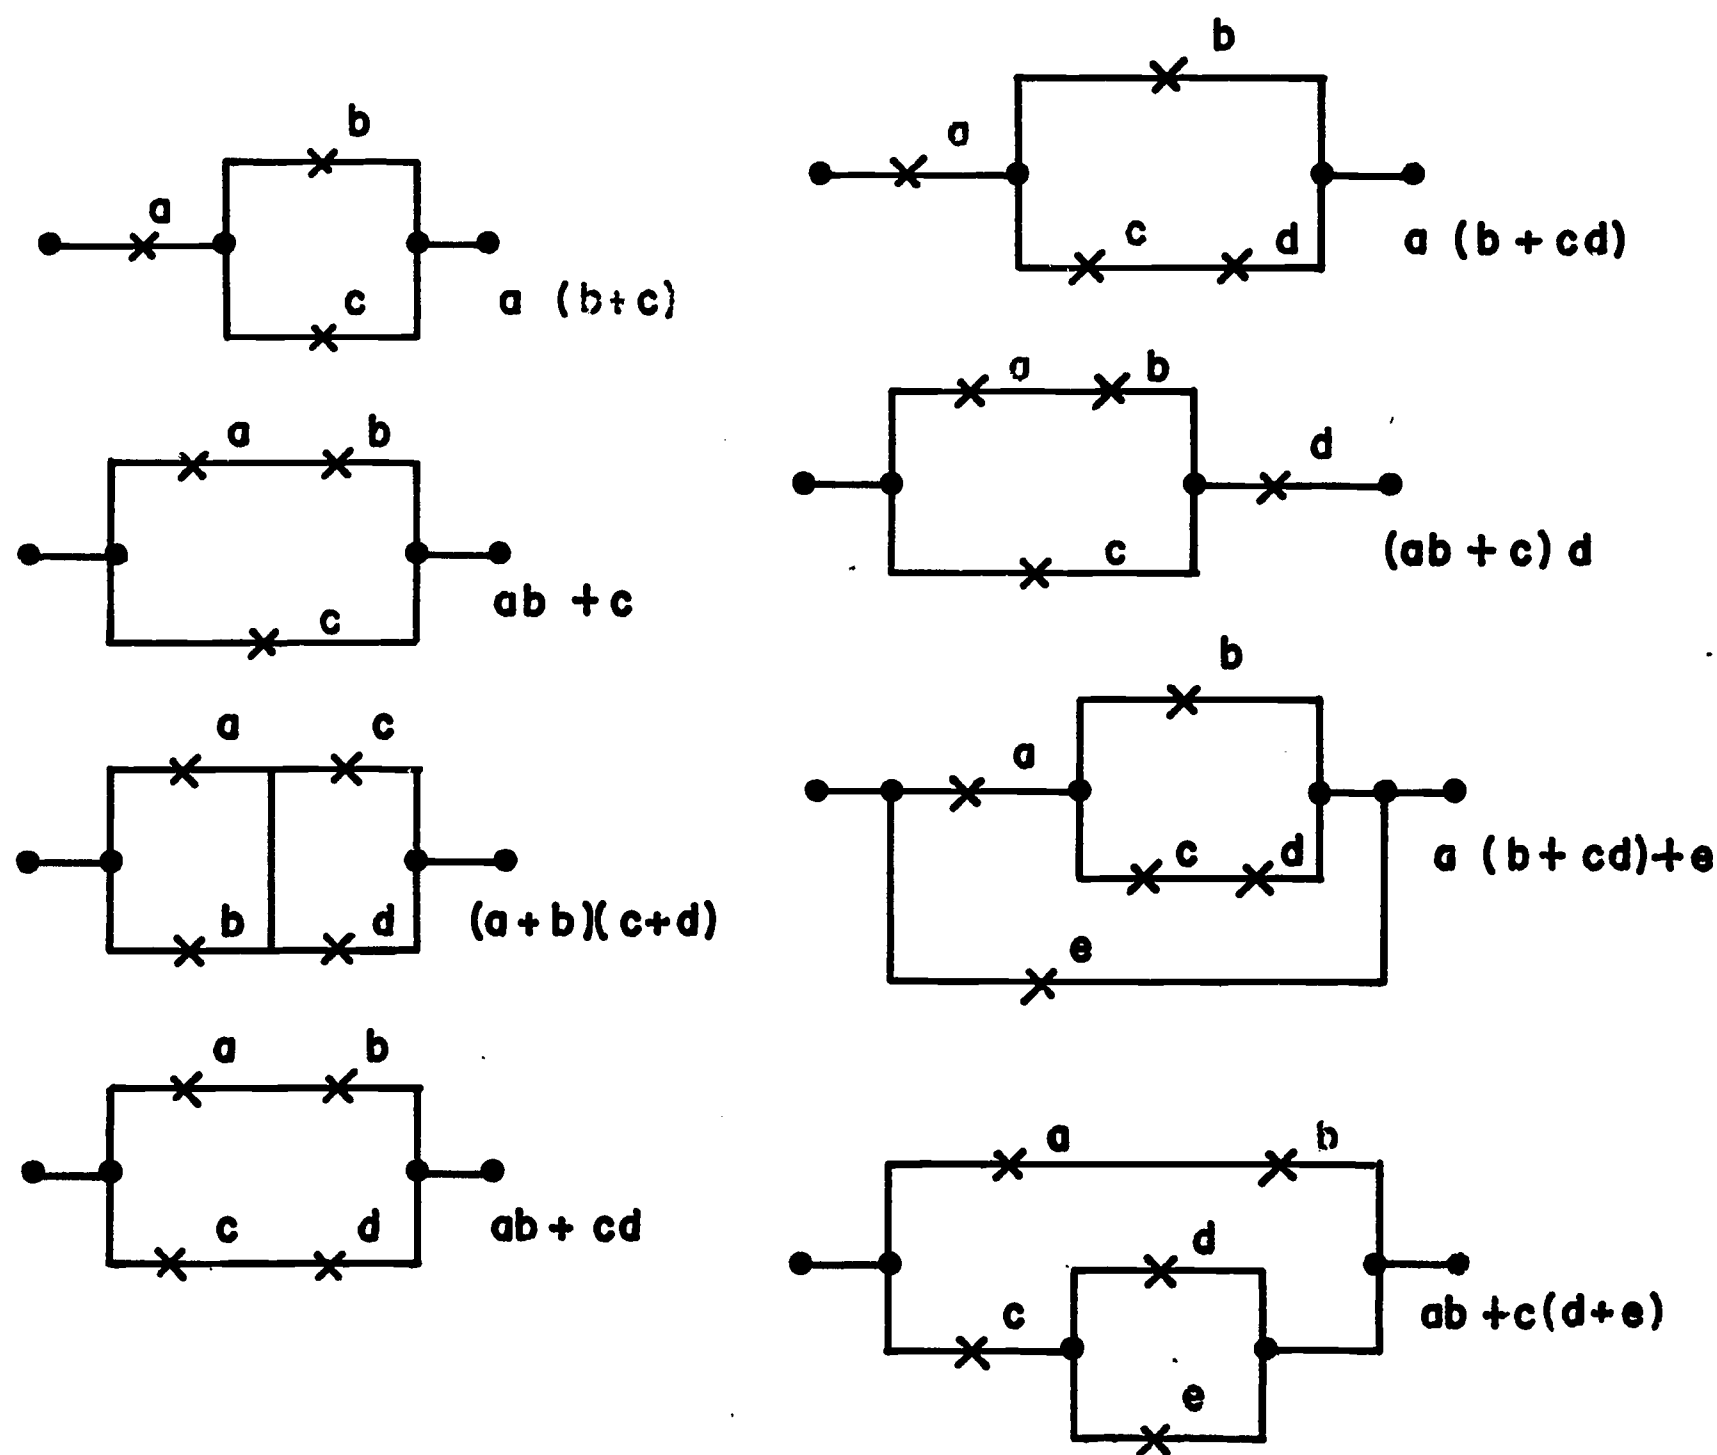 b
a
c
a (b+c)
a b
c
ab + c
a c
b d
(a+b)(c+d)
a b
c d
ab + cd
b
a
c d
a (b + cd)
a b
d
c
(ab + c) d
b
a
c d
a (b + cd)+e
e
a b
d
c
ab +c(d+e)
e